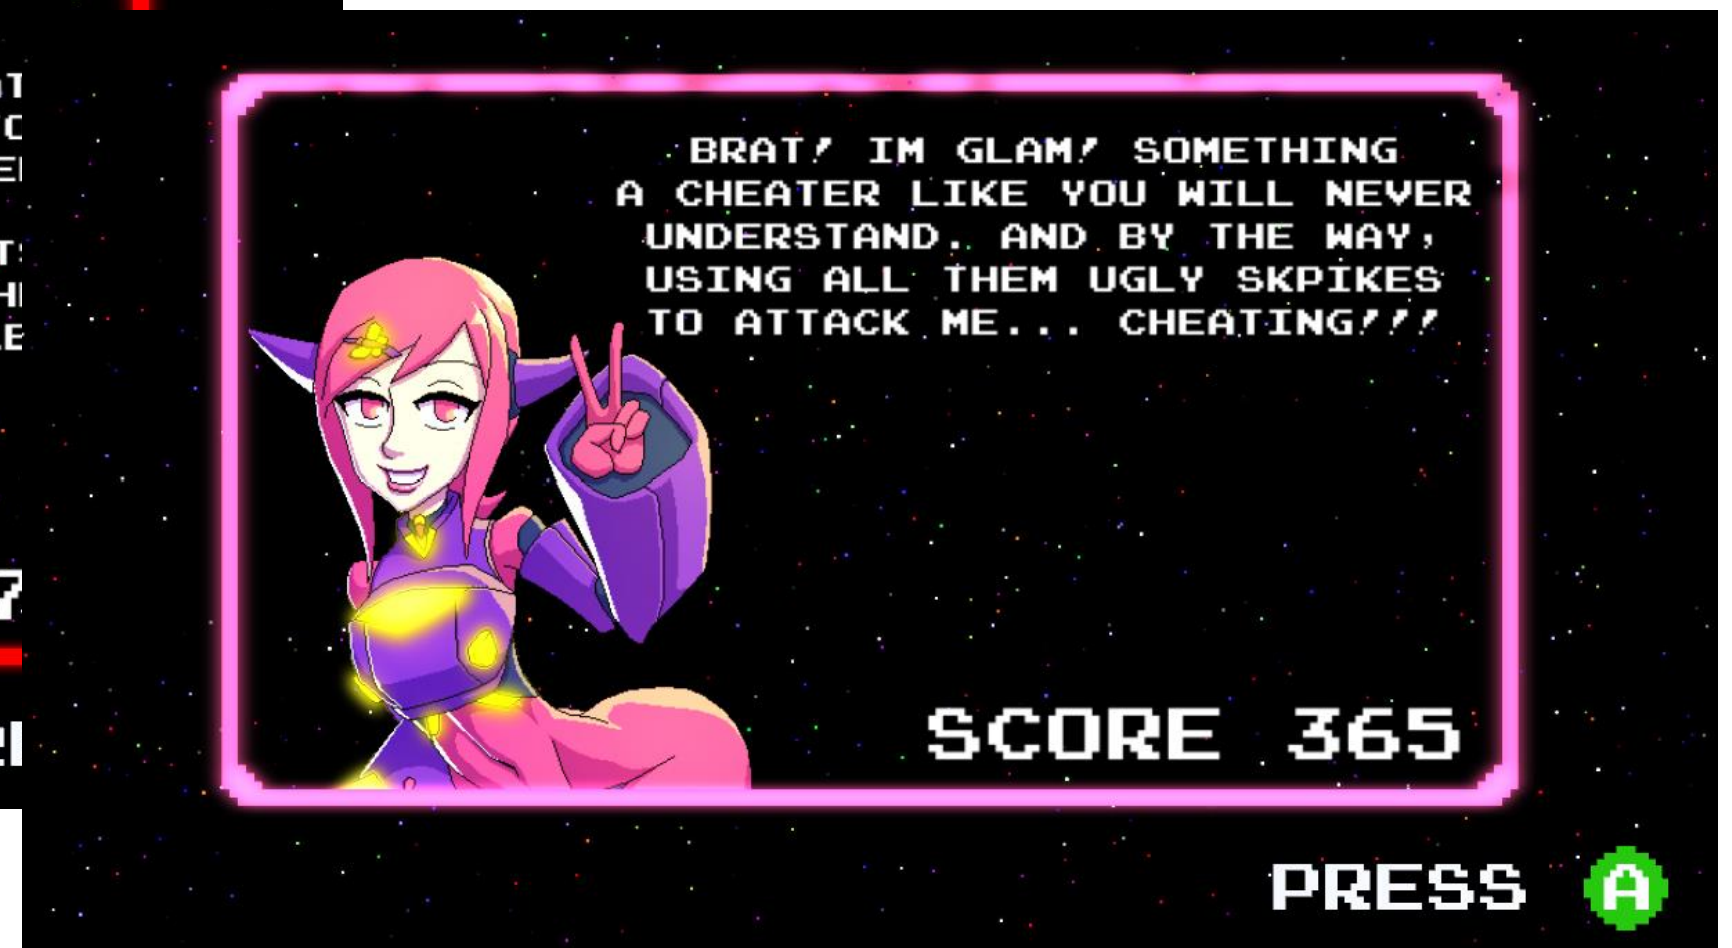 BRAT! IM GLAM! SOMETHING
A CHEATER LIKE YOU WILL NEVER
UNDERSTAND. AND BY THE WAY,
USING ALL THEM UGLY SKPIKES
TO ATTACK ME... CHEATING!!!
SCORE 365
PRESS A